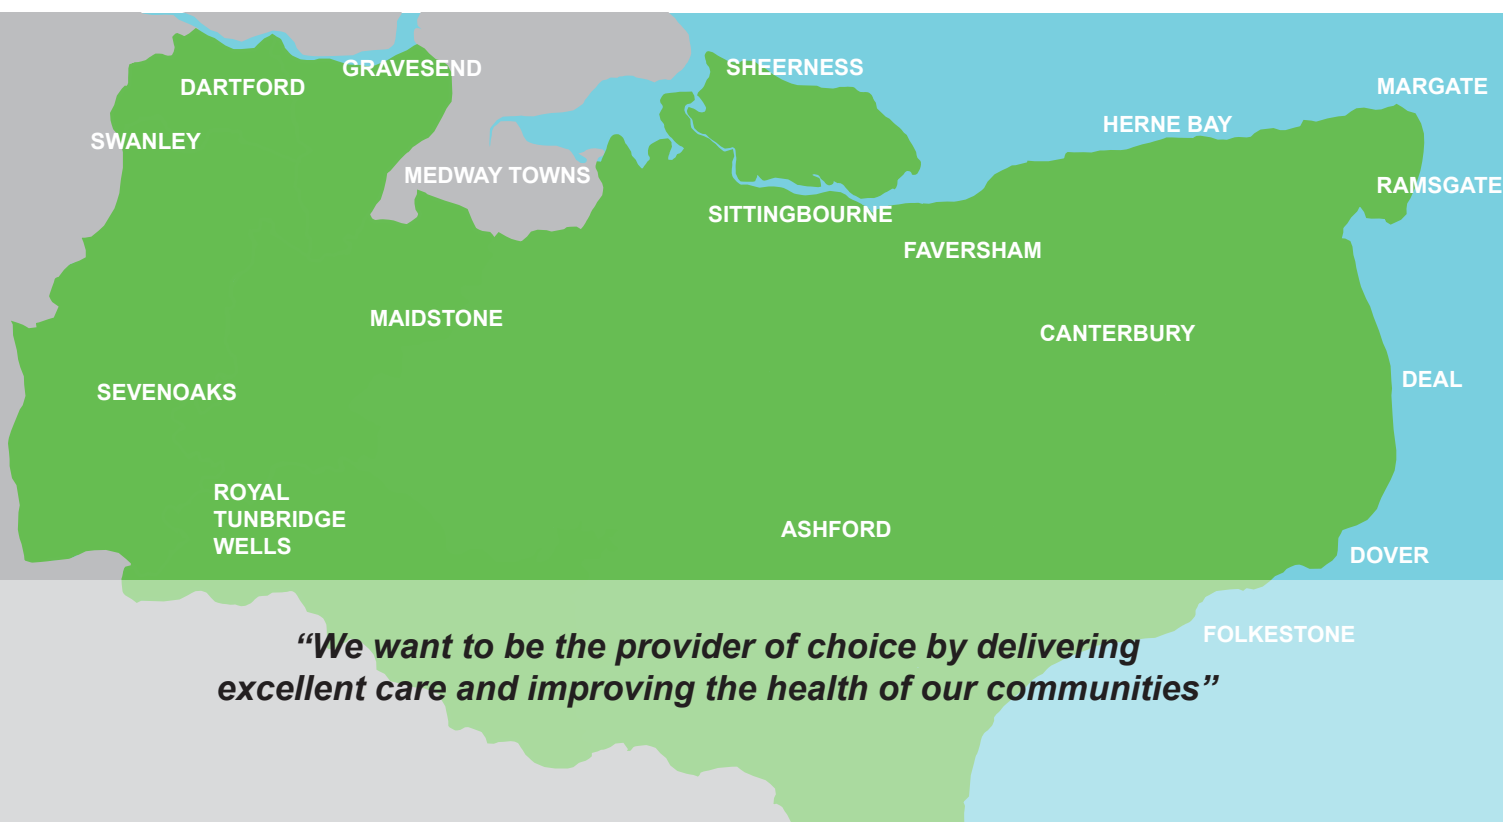 GRAVESEND
SHEERNESS
DARTFORD
MARGATE
HERNE BAY
SWANLEY
MEDWAY TOWNS
RAMSGATE
SITTINGBOURNE
FAVERSHAM
MAIDSTONE
CANTERBURY
SEVENOAKS
DEAL
ROYAL
TUNBRIDGE
WELLS
ASHFORD
DOVER
FOLKESTONE
“We want to be the provider of choice by delivering
excellent care and improving the health of our communities”